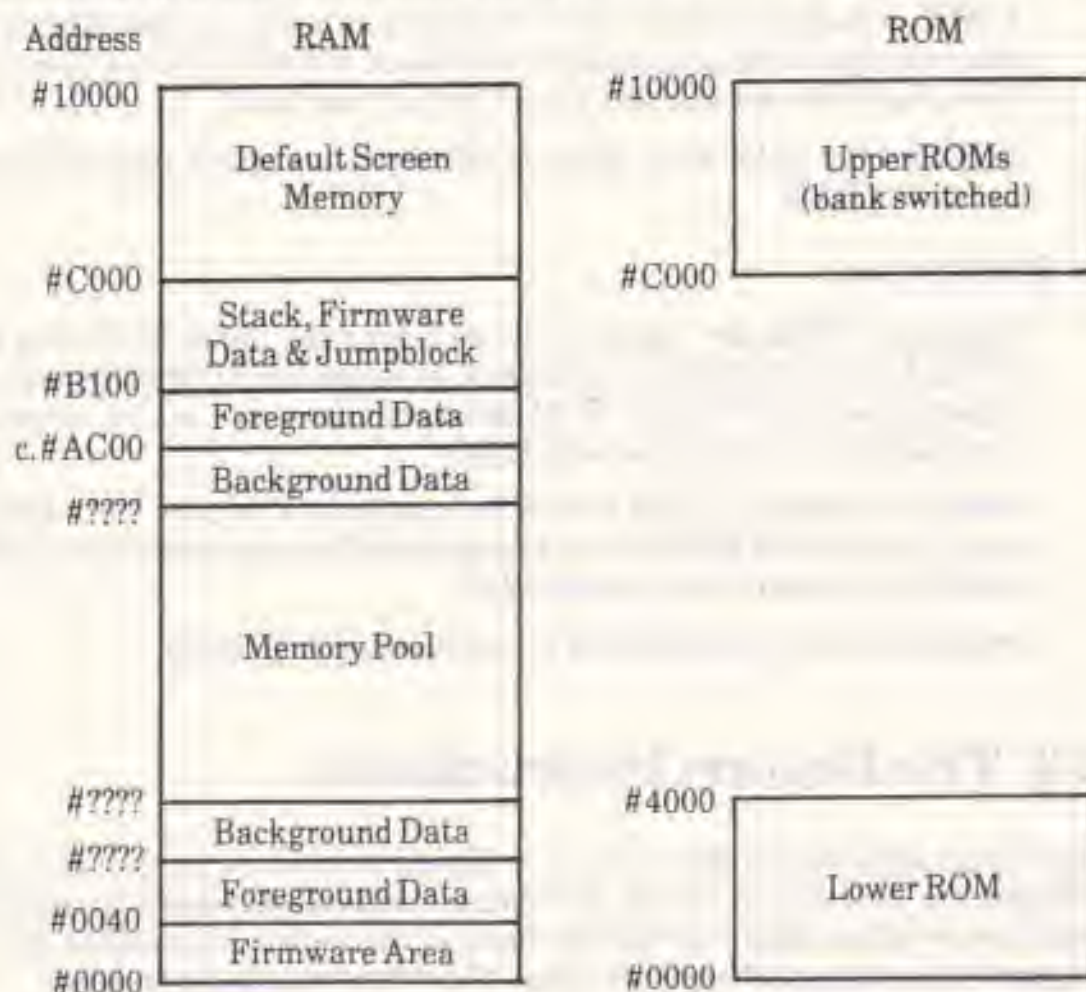 Address RAM ROM
#10000 #10000
Default Screen
Memory
Upper ROMs
(bank switched)
#C000 #C000
Stack, Firmware
Data & Jumpblock
#B100
Foreground Data
c.#AC00
Background Data
#????
Memory Pool
#???? #4000
Background Data
#????
Foreground Data
Lower ROM
#0040
Firmware Area
#0000 #0000